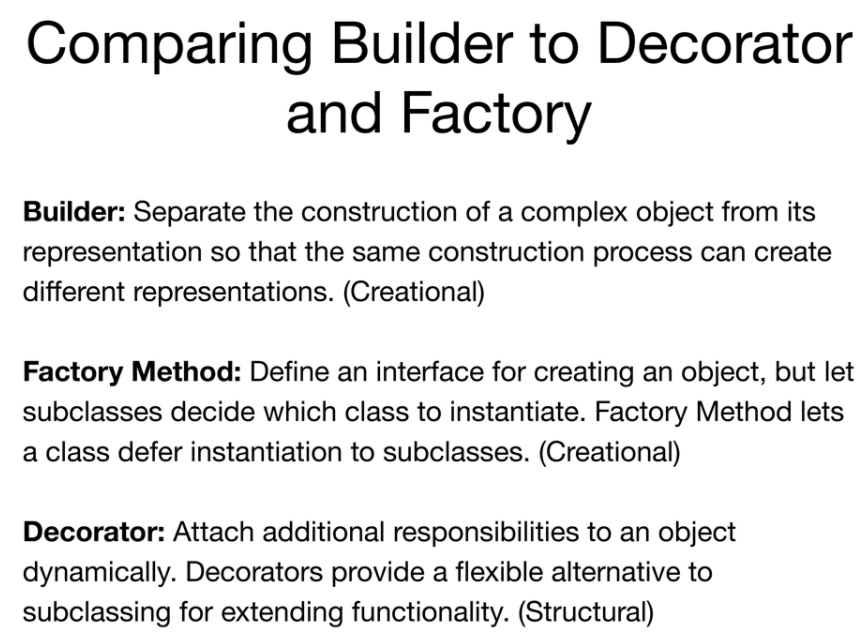 Comparing Builder to Decorator
and Factory
Builder: Separate the construction of a complex object from its
representation so that the same construction process can create
different representations. (Creational)
Factory Method: Define an interface for creating an object, but let
subclasses decide which class to instantiate. Factory Method lets
a class defer instantiation to subclasses. (Creational)
Decorator: Attach additional responsibilities to an object
dynamically. Decorators provide a flexible alternative to
subclassing for extending functionality. (Structural)